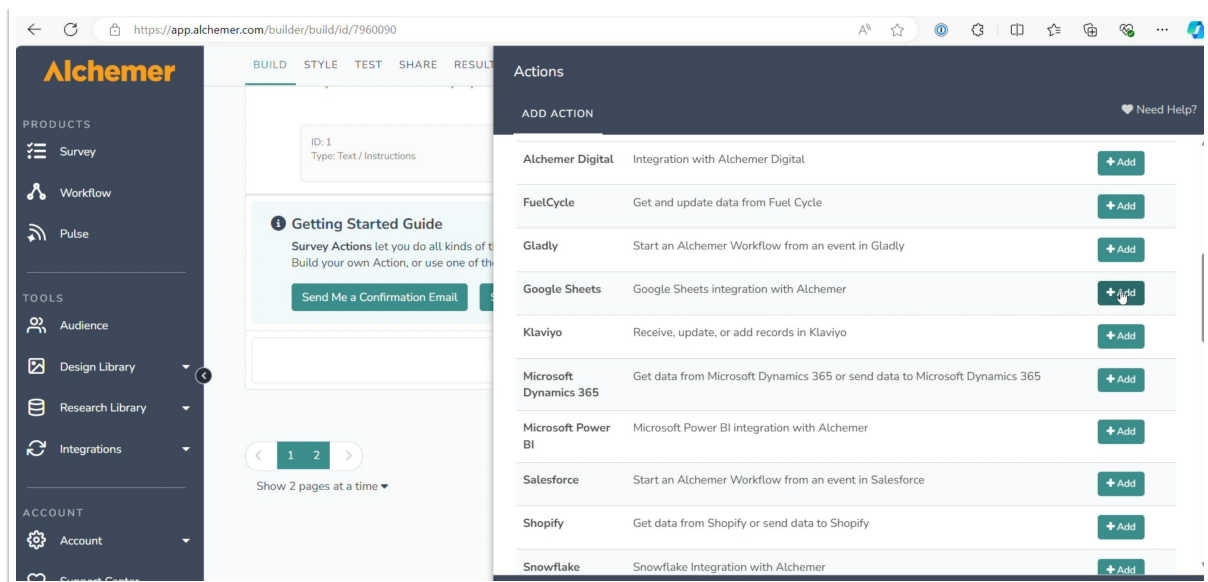 https://app.alchemer.com/builder/build/id/7960090
Alchemer
PRODUCTS
Survey
Workflow
Pulse
TOOLS
Audience
Design Library
Research Library
Integrations
ACCOUNT
Account
Support Center
BUILD STYLE TEST SHARE RESULT
ID: 1
Type: Text / Instructions
Getting Started Guide
Survey Actions let you do all kinds of
Build your own Action, or use one of
Send Me a Confirmation Email
< 1 2 >
Show 2 pages at a time
Actions
ADD ACTION
Need Help?
Alchemer Digital Integration with Alchemer Digital + Add
FuelCycle Get and update data from Fuel Cycle + Add
Gladly Start an Alchemer Workflow from an event in Gladly + Add
Google Sheets Google Sheets integration with Alchemer + Add
Klaviyo Receive, update, or add records in Klaviyo + Add
Microsoft Get data from Microsoft Dynamics 365 or send data to Microsoft Dynamics 365 + Add
Dynamics 365
Microsoft Power Microsoft Power BI integration with Alchemer + Add
BI
Salesforce Start an Alchemer Workflow from an event in Salesforce + Add
Shopify Get data from Shopify or send data to Shopify + Add
Snowflake Snowflake Integration with Alchemer + Add